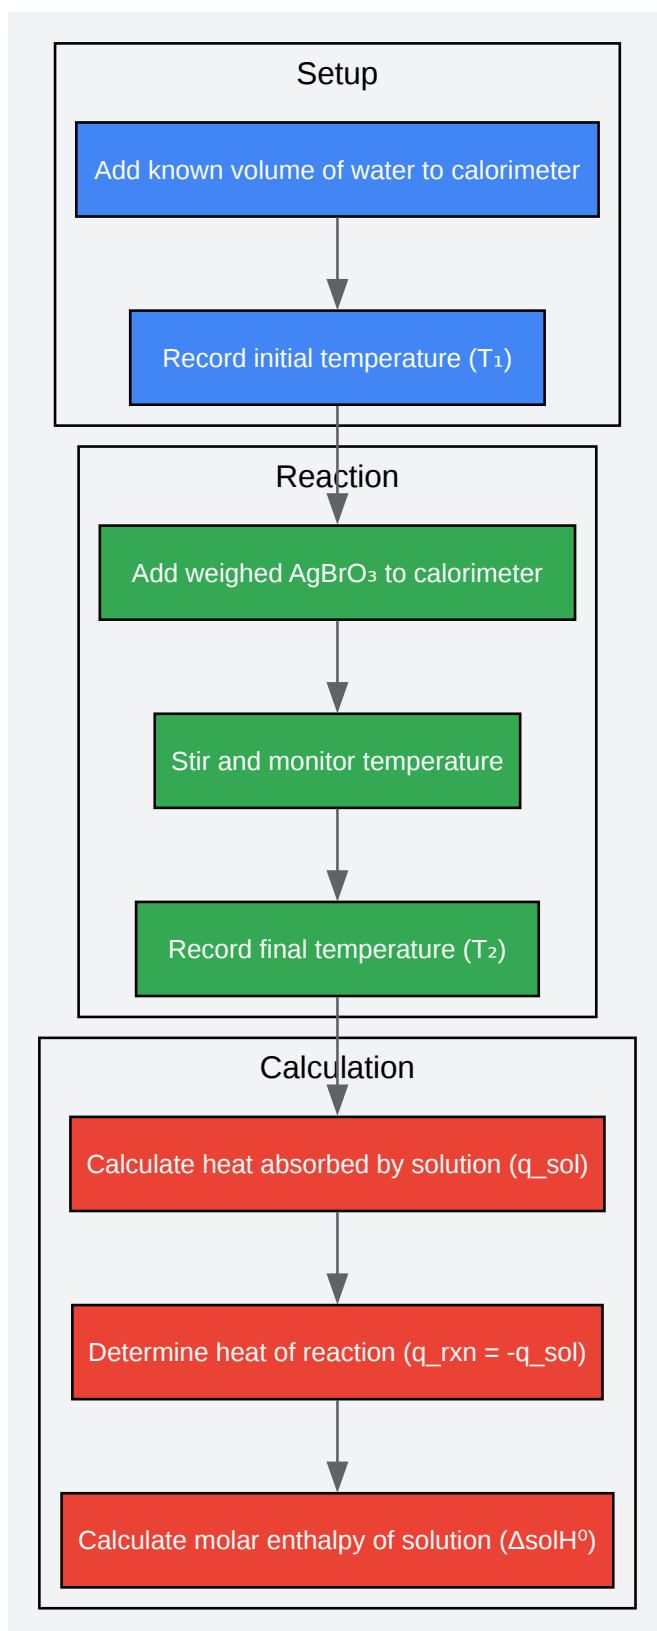 Setup
Add known volume of water to calorimeter
Record initial temperature (T₁)
Reaction
Add weighed AgBrO₃ to calorimeter
Stir and monitor temperature
Record final temperature (T₂)
Calculation
Calculate heat absorbed by solution (q_sol)
Determine heat of reaction (q_rxn = -q_sol)
Calculate molar enthalpy of solution (ΔsolH⁰)